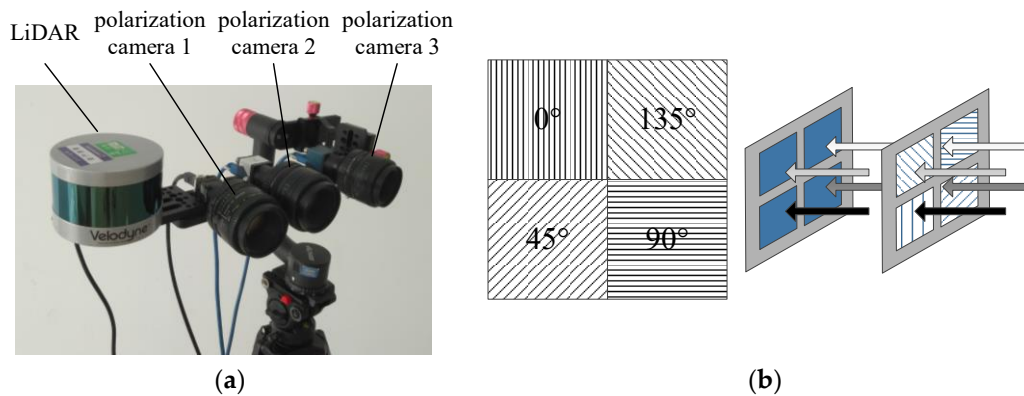 LiDAR
polarization
camera 1
polarization
camera 2
polarization
camera 3
Velodyne
0°
135°
45°
90°
(a)
(b)